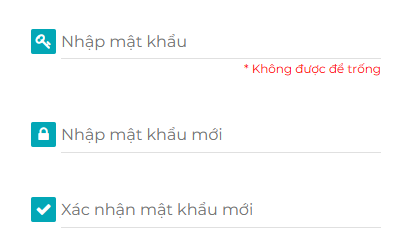 Nhập mật khẩu
* Không được để trống
Nhập mật khẩu mới
Xác nhận mật khẩu mới